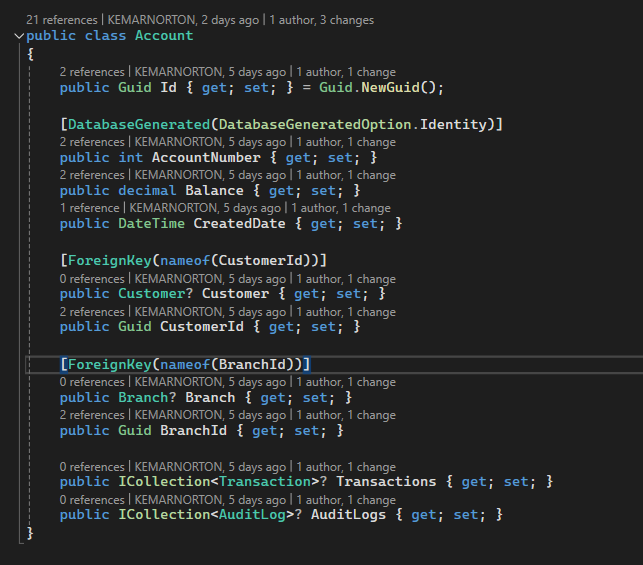 21 references | KEMARNORTON, 2 days ago | 1 author, 3 changes
public class Account
{
2 references | KEMARNORTON, 5 days ago | 1 author, 1 change
public Guid Id { get; set; } = Guid.NewGuid();
[DatabaseGenerated(DatabaseGeneratedOption.Identity)]
2 references | KEMARNORTON, 5 days ago | 1 author, 1 change
public int AccountNumber { get; set; }
2 references | KEMARNORTON, 5 days ago | 1 author, 1 change
public decimal Balance { get; set; }
1 reference | KEMARNORTON, 5 days ago | 1 author, 1 change
public DateTime CreatedDate { get; set; }
[ForeignKey(nameof(CustomerId))]
0 references | KEMARNORTON, 5 days ago | 1 author, 1 change
public Customer? Customer { get; set; }
2 references | KEMARNORTON, 5 days ago | 1 author, 1 change
public Guid CustomerId { get; set; }
[ForeignKey(nameof(BranchId))]
0 references | KEMARNORTON, 5 days ago | 1 author, 1 change
public Branch? Branch { get; set; }
2 references | KEMARNORTON, 5 days ago | 1 author, 1 change
public Guid BranchId { get; set; }
0 references | KEMARNORTON, 5 days ago | 1 author, 1 change
public ICollection<Transaction>? Transactions { get; set; }
0 references | KEMARNORTON, 5 days ago | 1 author, 1 change
public ICollection<AuditLog>? AuditLogs { get; set; }
}